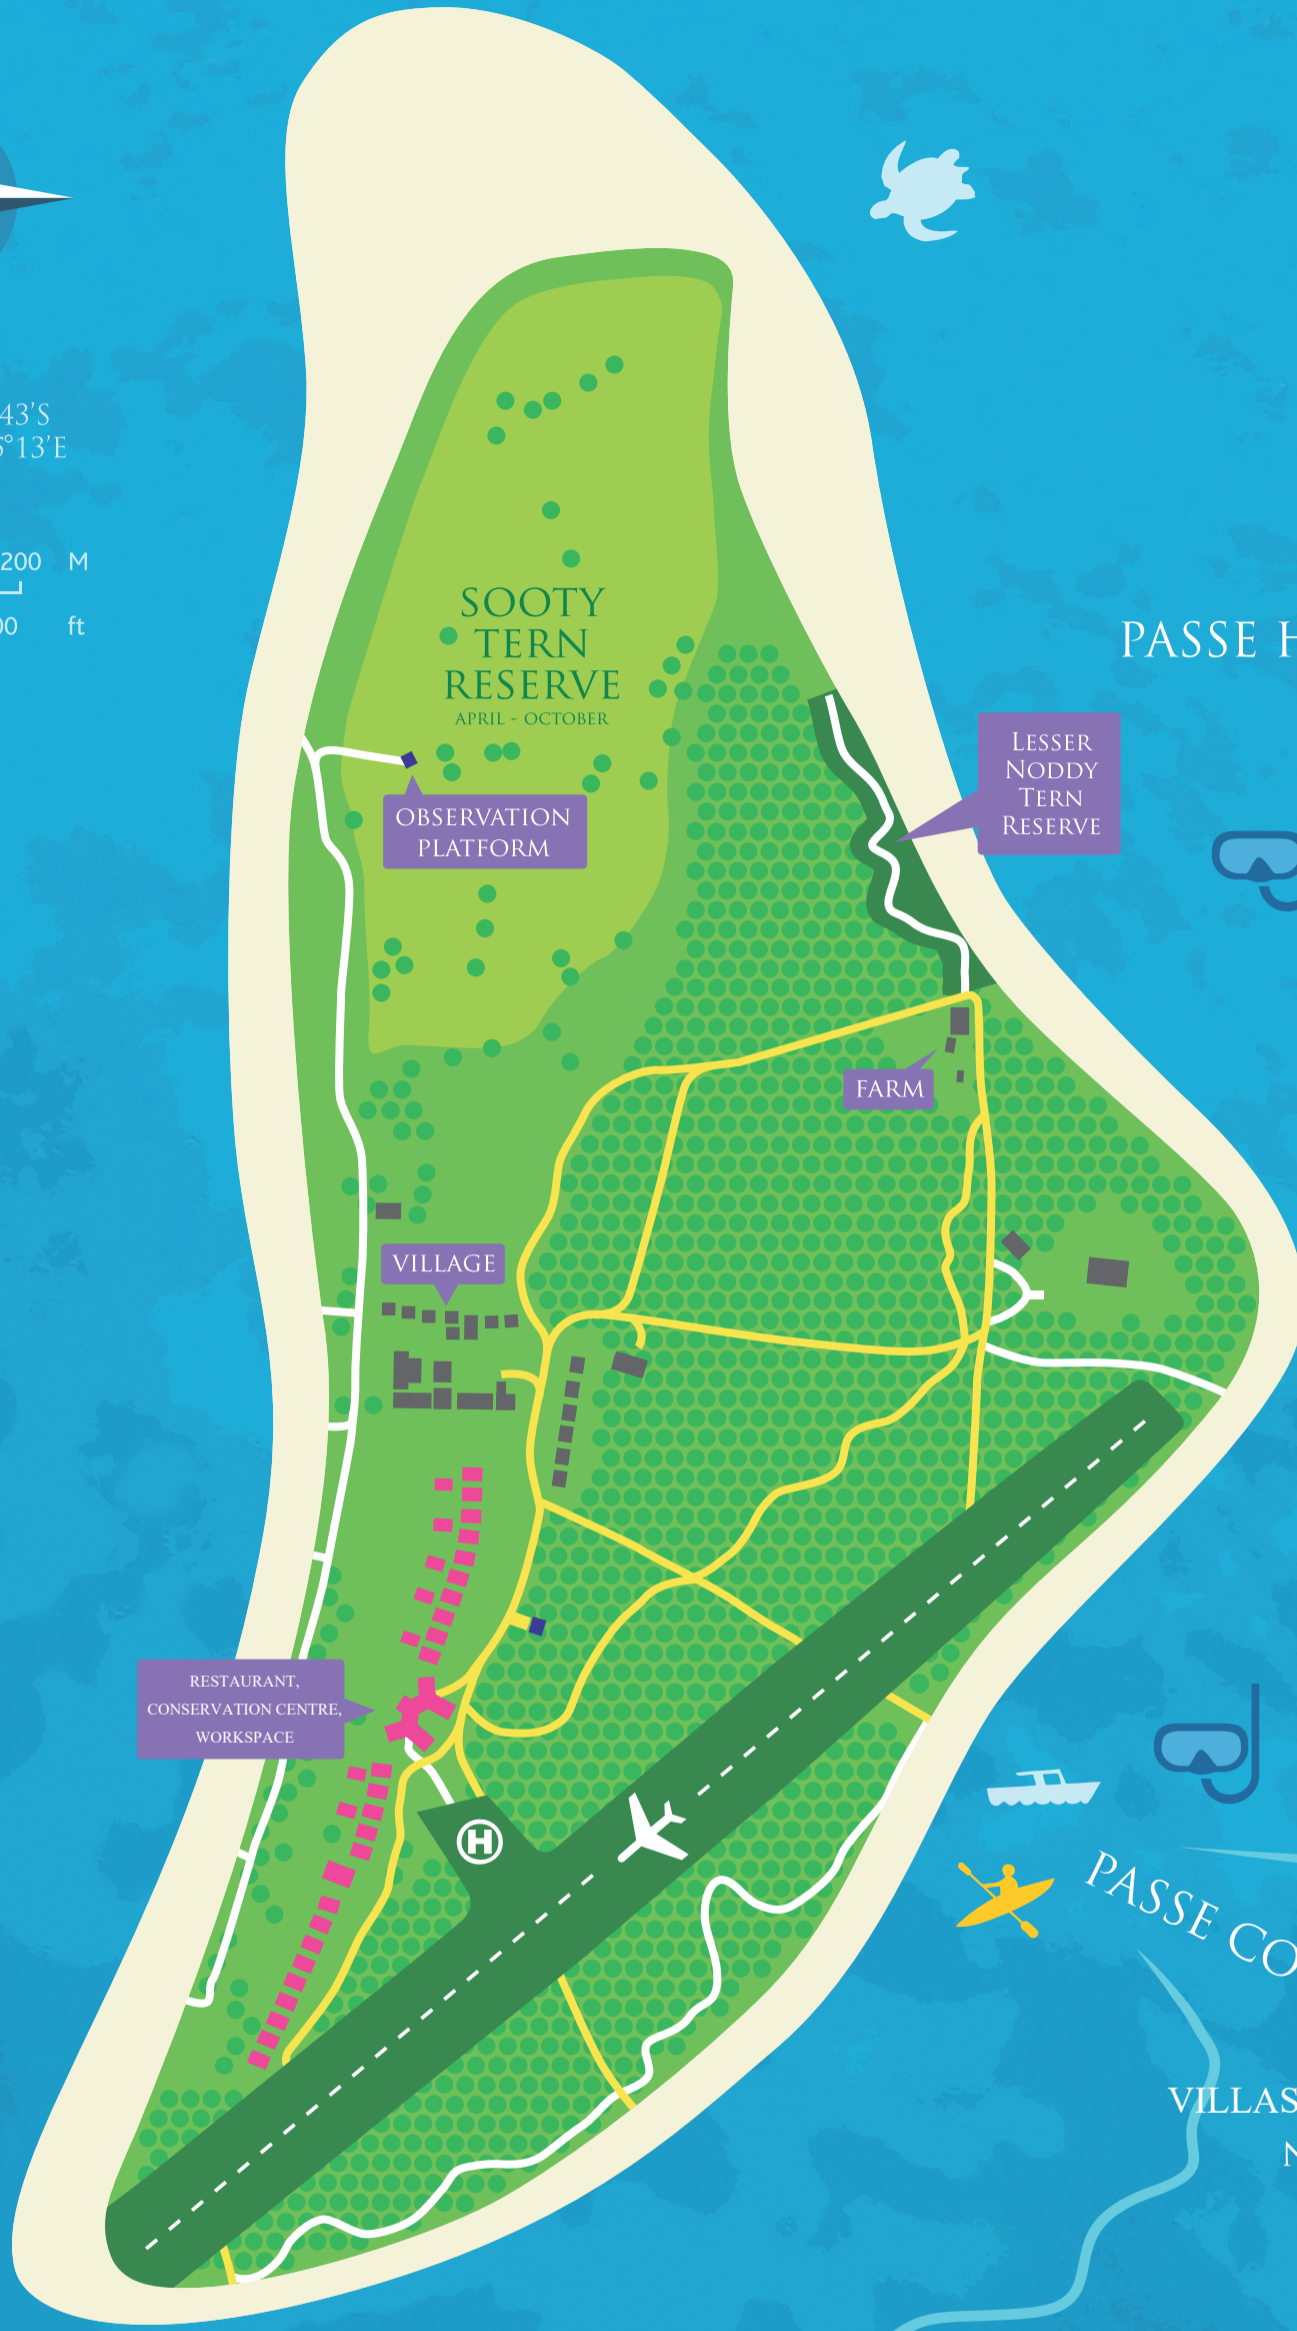 43'S
5°13'E
200 M
00 ft
SOOTY
TERN
RESERVE
APRIL - OCTOBER
PASSE H
LESSER
NODDY
TERN
RESERVE
OBSERVATION
PLATFORM
FARM
VILLAGE
RESTAURANT,
CONSERVATION CENTRE,
WORKSPACE
H
PASSE CO
VILLAS
N